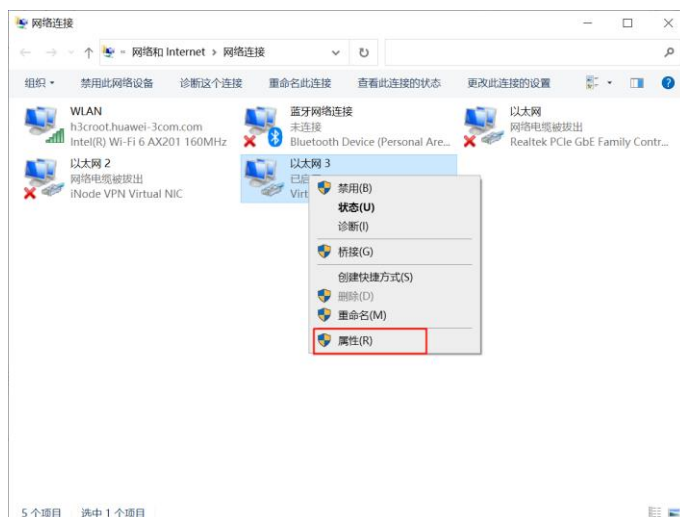 网络连接
网络和 Internet › 网络连接
组织
禁用此网络设备
诊断这个连接
重命名此连接
查看此连接的状态
更改此连接的设置
WLAN
h3croot.huawei-3com.com
Intel(R) Wi-Fi 6 AX201 160MHz
蓝牙网络连接
未连接
Bluetooth Device (Personal Are...
以太网
网络电缆被拔出
Realtek PCIe GbE Family Contr...
以太网 2
网络电缆被拔出
iNode VPN Virtual NIC
以太网 3
Virt
禁用(B)
状态(U)
诊断(I)
桥接(G)
创建快捷方式(S)
删除(D)
重命名(M)
属性(R)
5 个项目
选中 1 个项目